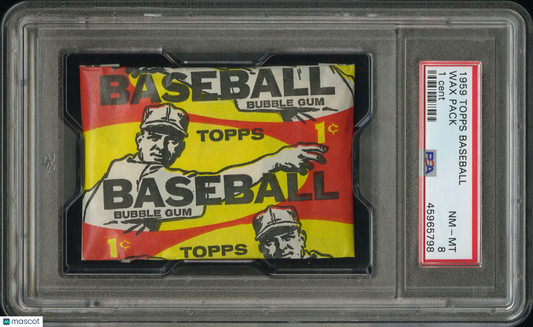 BASEBALL
BUBBLE GUM
TOPPS
1¢
BASEBALL
BUBBLE GUM
1¢
TOPPS
1959 TOPPS BASEBALL
WAX PACK
1 cent
NM-MT
8
PSA
45965798
mascot